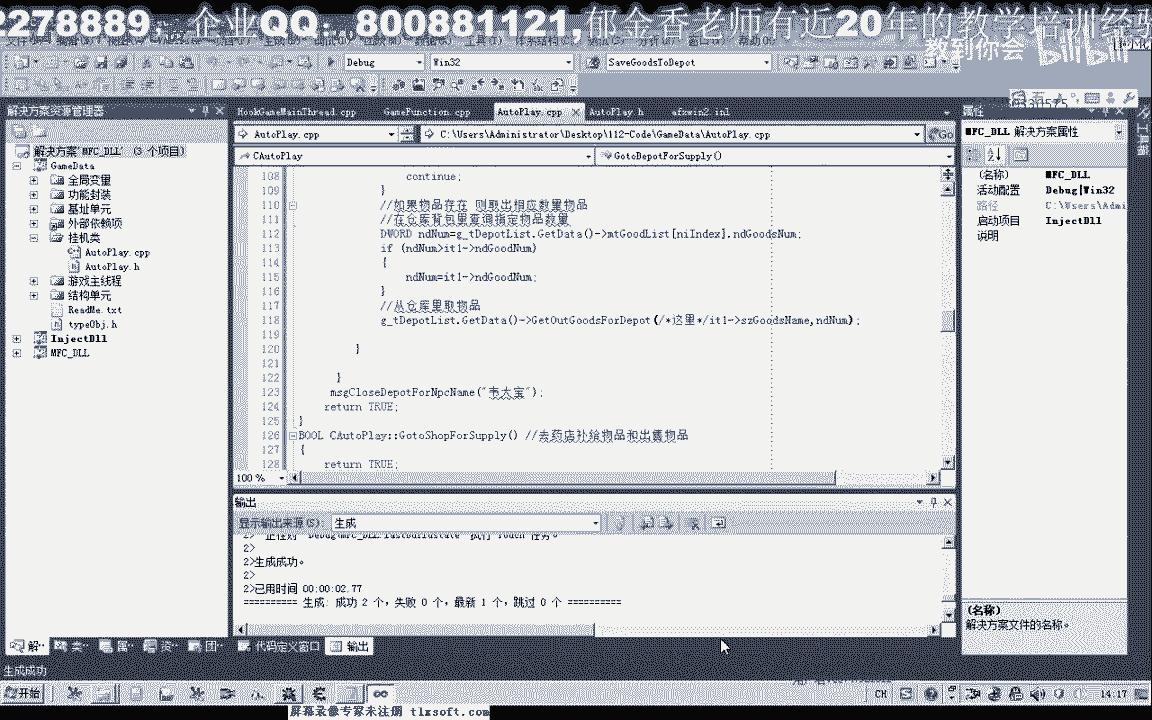 2278889，企业QQ：800881121,郁金香老师有近20年的教学培训经验
教到你会
bilibili
Debug
Win32
SaveGoodsToDepot
解决方案资源管理器
HookGameMainThread.cpp
GameFunction.cpp
AutoPlay.cpp
AutoPlay.h
afxwin2.inl
属性
工具箱
AutoPlay.cpp
C:\Users\Administrator\Desktop\112-Code\GameData\AutoPlay.cpp
Go
MFC_DLL 解决方案属性
解决方案"MFC_DLL" (3 个项目)
GameData
全局变量
功能封装
基址单元
外部依赖项
挂机类
AutoPlay.cpp
AutoPlay.h
游戏主线程
结构单元
ReadMe.txt
typeObj.h
InjectDll
MFC_DLL
CAutoPlay
GotoDepotForSupply()
108 continue;
109 }
110 //如果物品存在 则取出相应数量物品
111 //在仓库背包里查询指定物品数量
112 DWORD ndNum=g_tDepotList.GetData()->mtGoodList[niIndex].ndGoodsNum;
113 if (ndNum>it1->ndGoodNum)
114 {
115 ndNum=it1->ndGoodNum;
116 }
117 //从仓库里取物品
118 g_tDepotList.GetData()->GetOutGoodsForDepot(/*这里*/it1->szGoodsName,ndNum);
119
120 }
121
122 }
123 msgCloseDepotForNpcName("韦大宝");
124 return TRUE;
125 }
126 BOOL CAutoPlay::GotoShopForSupply() //去药店补给物品和出售物品
127 {
128 return TRUE;
100 %
(名称) MFC_DLL
活动配置 Debug|Win32
路径 C:\Users\Admi
启动项目 InjectDll
说明
输出
显示输出来源(S): 生成
2>
2>生成成功。
2>
2>已用时间 00:00:02.77
========== 生成: 成功 2 个，失败 0 个，最新 1 个，跳过 0 个 ==========
(名称)
解决方案文件的名称。
解··
类··
属··
资··
团··
代码定义窗口
输出
生成成功
开始
CH
14:17
屏幕录像专家未注册 tlxsoft.com